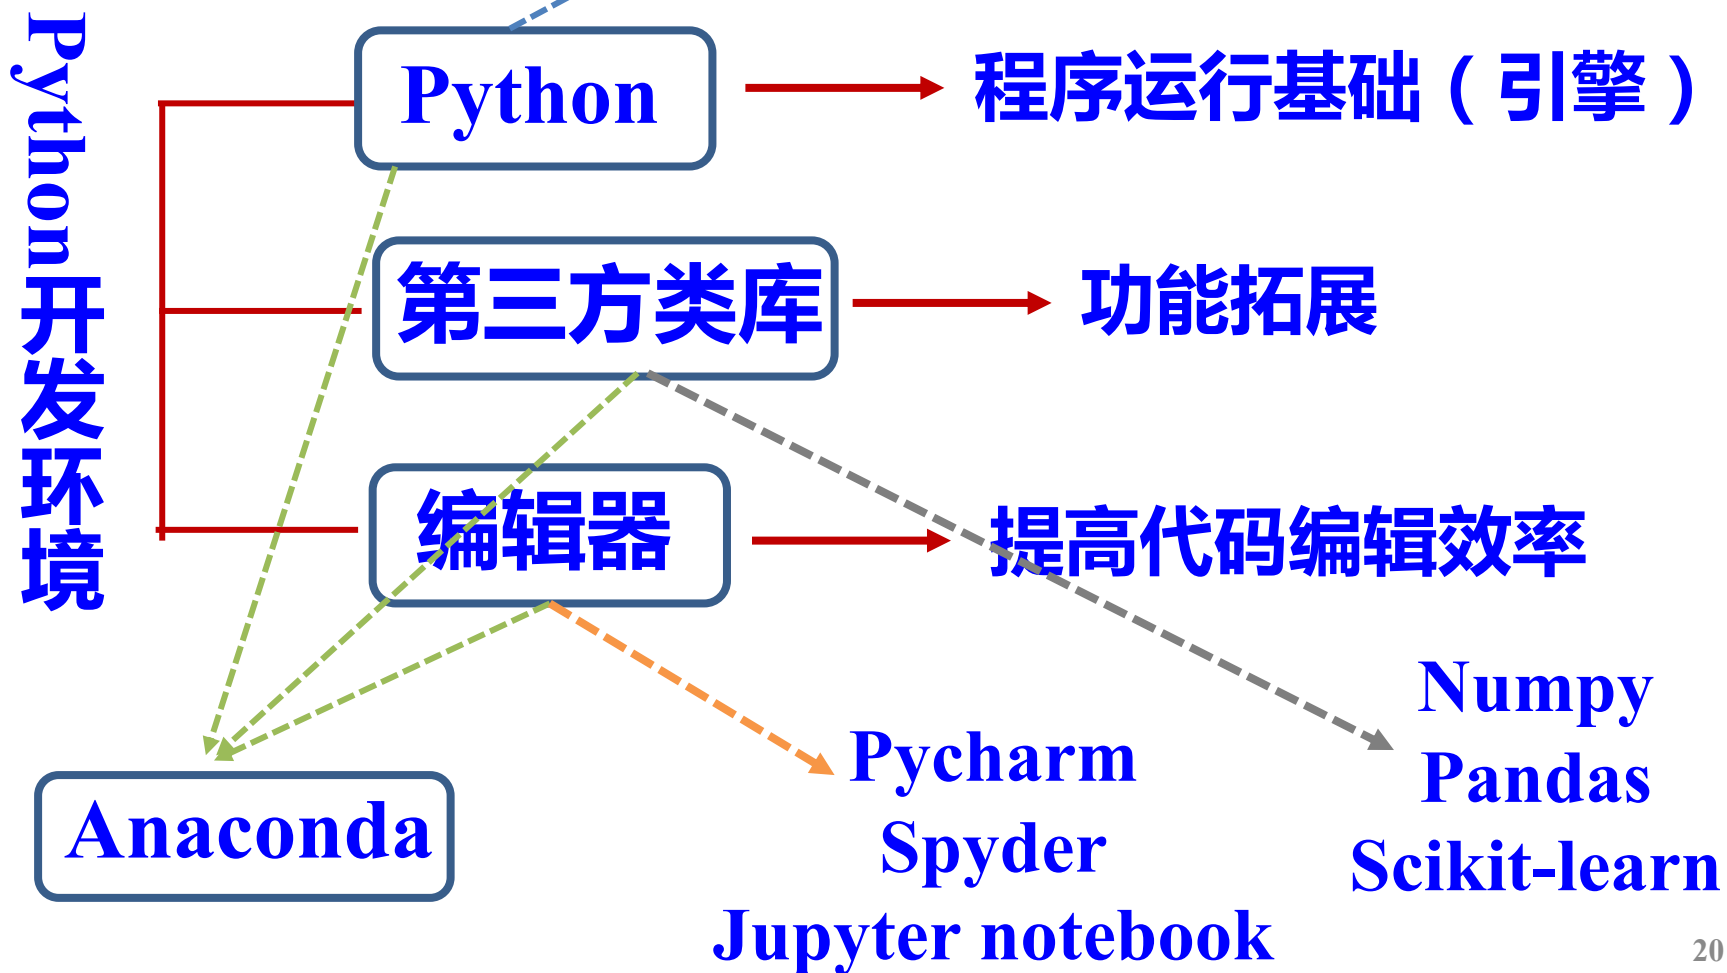 Python开发环境
Python
程序运行基础（引擎）
第三方类库
功能拓展
编辑器
提高代码编辑效率
Anaconda
Pycharm
Spyder
Jupyter notebook
Numpy
Pandas
Scikit-learn
20